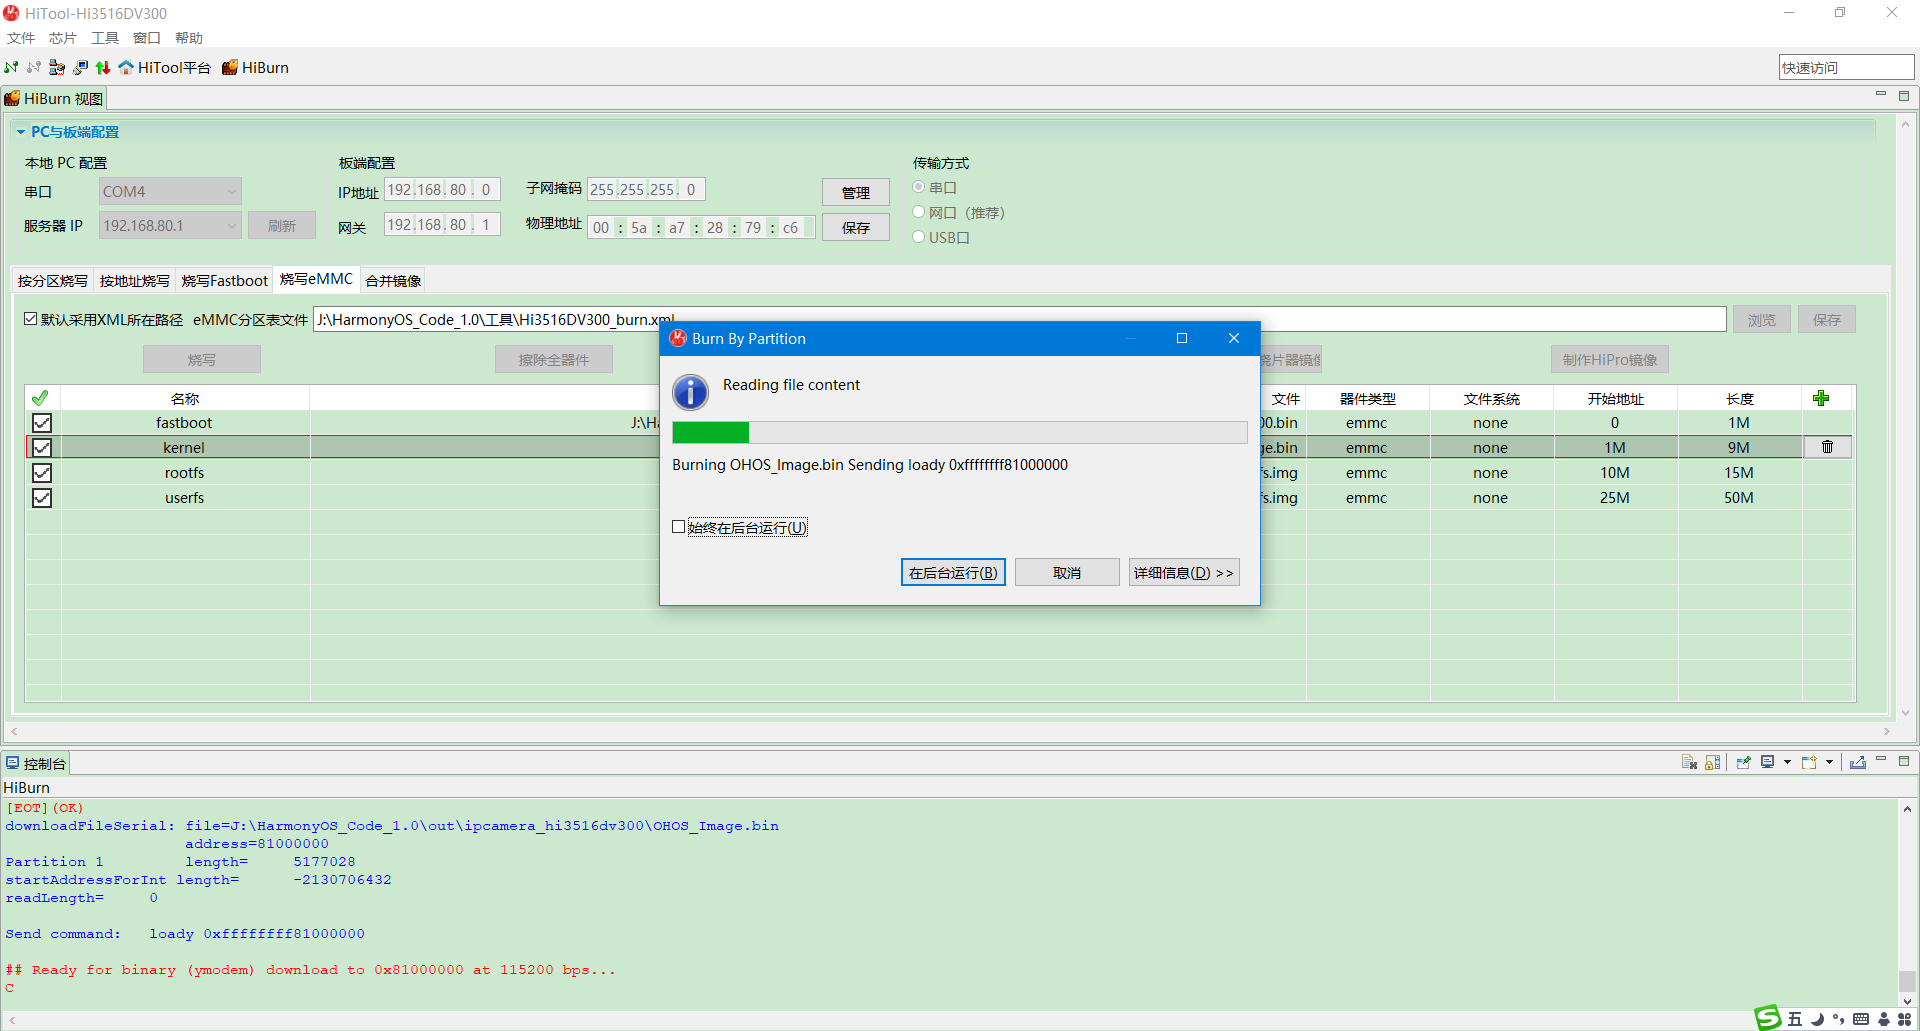 HiTool-Hi3516DV300
文件 芯片 工具 窗口 帮助
HiTool平台 HiBurn
快速访问
HiBurn 视图
PC与板端配置
本地 PC 配置
串口 COM4
服务器 IP 192.168.80.1 刷新
板端配置
IP地址 192.168.80.0 子网掩码 255.255.255.0 管理
网关 192.168.80.1 物理地址 00 : 5a : a7 : 28 : 79 : c6 保存
传输方式
串口
网口（推荐）
USB口
按分区烧写 按地址烧写 烧写Fastboot 烧写eMMC 合并镜像
默认采用XML所在路径 eMMC分区表文件 J:\HarmonyOS_Code_1.0\工具\Hi3516DV300_burn.xml 浏览 保存
烧写 擦除全器件 烧片器镜像 制作HiPro镜像
名称 文件 器件类型 文件系统 开始地址 长度
fastboot J:\Ha 00.bin emmc none 0 1M
kernel ge.bin emmc none 1M 9M
rootfs fs.img emmc none 10M 15M
userfs fs.img emmc none 25M 50M
Burn By Partition
Reading file content
Burning OHOS_Image.bin Sending loady 0xffffffff81000000
始终在后台运行(U)
在后台运行(B) 取消 详细信息(D) >>
控制台
HiBurn
[EOT](OK)
downloadFileSerial: file=J:\HarmonyOS_Code_1.0\out\ipcamera_hi3516dv300\OHOS_Image.bin
address=81000000
Partition 1 length= 5177028
startAddressForInt length= -2130706432
readLength= 0
Send command: loady 0xffffffff81000000
## Ready for binary (ymodem) download to 0x81000000 at 115200 bps...
C
五